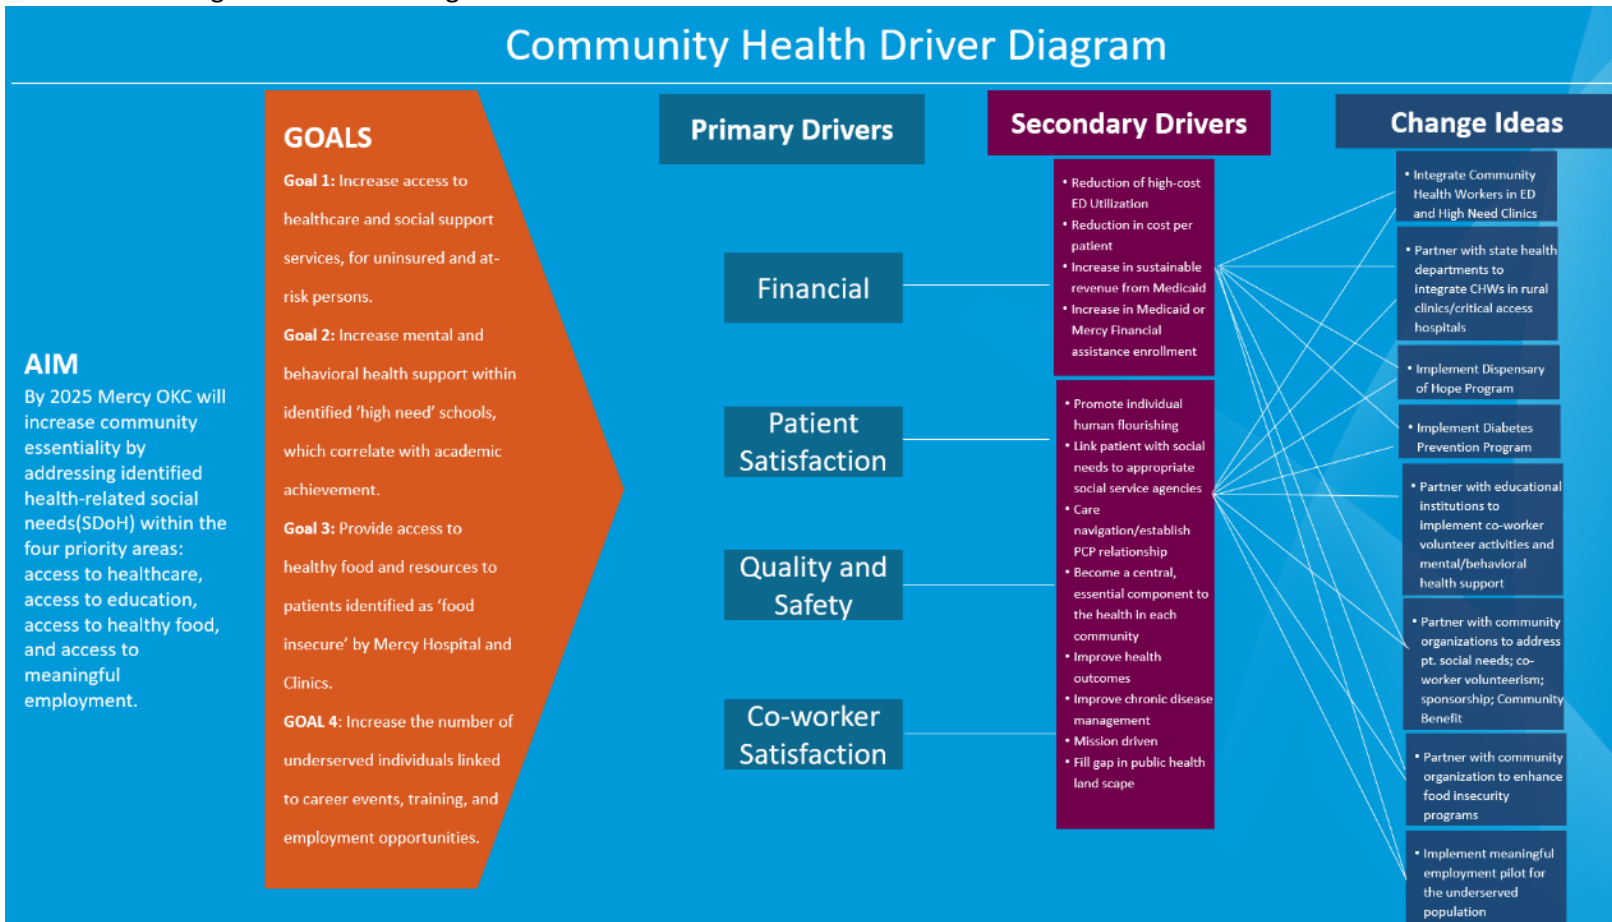 Community Health Driver Diagram
AIM
By 2025 Mercy OKC will
increase community
essentiality by
addressing identified
health-related social
needs(SDoH) within the
four priority areas:
access to healthcare,
access to education,
access to healthy food,
and access to
meaningful
employment.
GOALS
Goal 1: Increase access to
healthcare and social support
services, for uninsured and at-
risk persons.
Goal 2: Increase mental and
behavioral health support within
identified ‘high need’ schools,
which correlate with academic
achievement.
Goal 3: Provide access to
healthy food and resources to
patients identified as ‘food
insecure’ by Mercy Hospital and
Clinics.
GOAL 4: Increase the number of
underserved individuals linked
to career events, training, and
employment opportunities.
Primary Drivers
Financial
Patient
Satisfaction
Quality and
Safety
Co-worker
Satisfaction
Secondary Drivers
• Reduction of high-cost
ED Utilization
• Reduction in cost per
patient
• Increase in sustainable
revenue from Medicaid
• Increase in Medicaid or
Mercy Financial
assistance enrollment
• Promote individual
human flourishing
• Link patient with social
needs to appropriate
social service agencies
• Care
navigation/establish
PCP relationship
• Become a central,
essential component to
the health in each
community
• Improve health
outcomes
• Improve chronic disease
management
• Mission driven
• Fill gap in public health
land scape
Change Ideas
• Integrate Community
Health Workers in ED
and High Need Clinics
• Partner with state health
departments to
integrate CHWs in rural
clinics/critical access
hospitals
• Implement Dispensary
of Hope Program
• Implement Diabetes
Prevention Program
• Partner with educational
institutions to
implement co-worker
volunteer activities and
mental/behavioral
health support
• Partner with community
organizations to address
pt. social needs; co-
worker volunteerism;
sponsorship; Community
Benefit
• Partner with community
organization to enhance
food insecurity
programs
• Implement meaningful
employment pilot for
the underserved
population